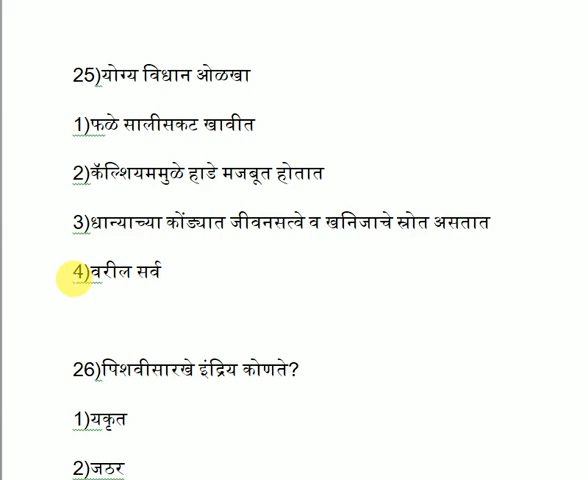 25)योग्य विधान ओळखा
1)फळे सालीसकट खावीत
2)कॅल्शियममुळे हाडे मजबूत होतात
3)धान्याच्या कोंड्यात जीवनसत्वे व खनिजाचे स्रोत असतात
4)वरील सर्व
26)पिशवीसारखे इंद्रिय कोणते?
1)यकृत
2)जठर